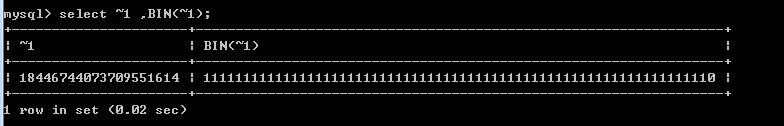 mysql> select ~1 ,BIN(~1);
+----------------------+------------------------------------------------------------------+
| ~1                   | BIN(~1)                                                          |
+----------------------+------------------------------------------------------------------+
| 18446744073709551614 | 1111111111111111111111111111111111111111111111111111111111111110 |
+----------------------+------------------------------------------------------------------+
1 row in set (0.02 sec)